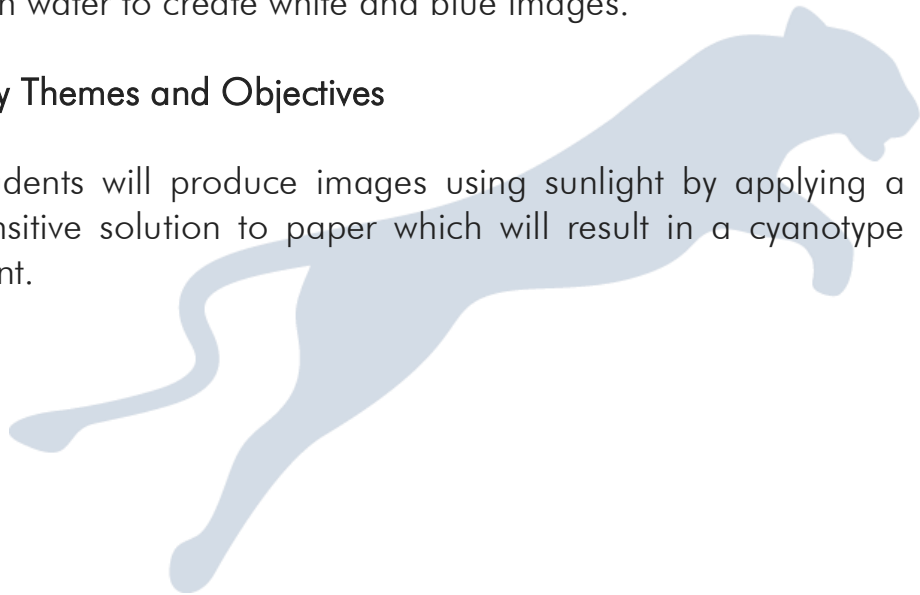 n water to create white and blue images.
y Themes and Objectives
dents will produce images using sunlight by applying a
nsitive solution to paper which will result in a cyanotype
nt.